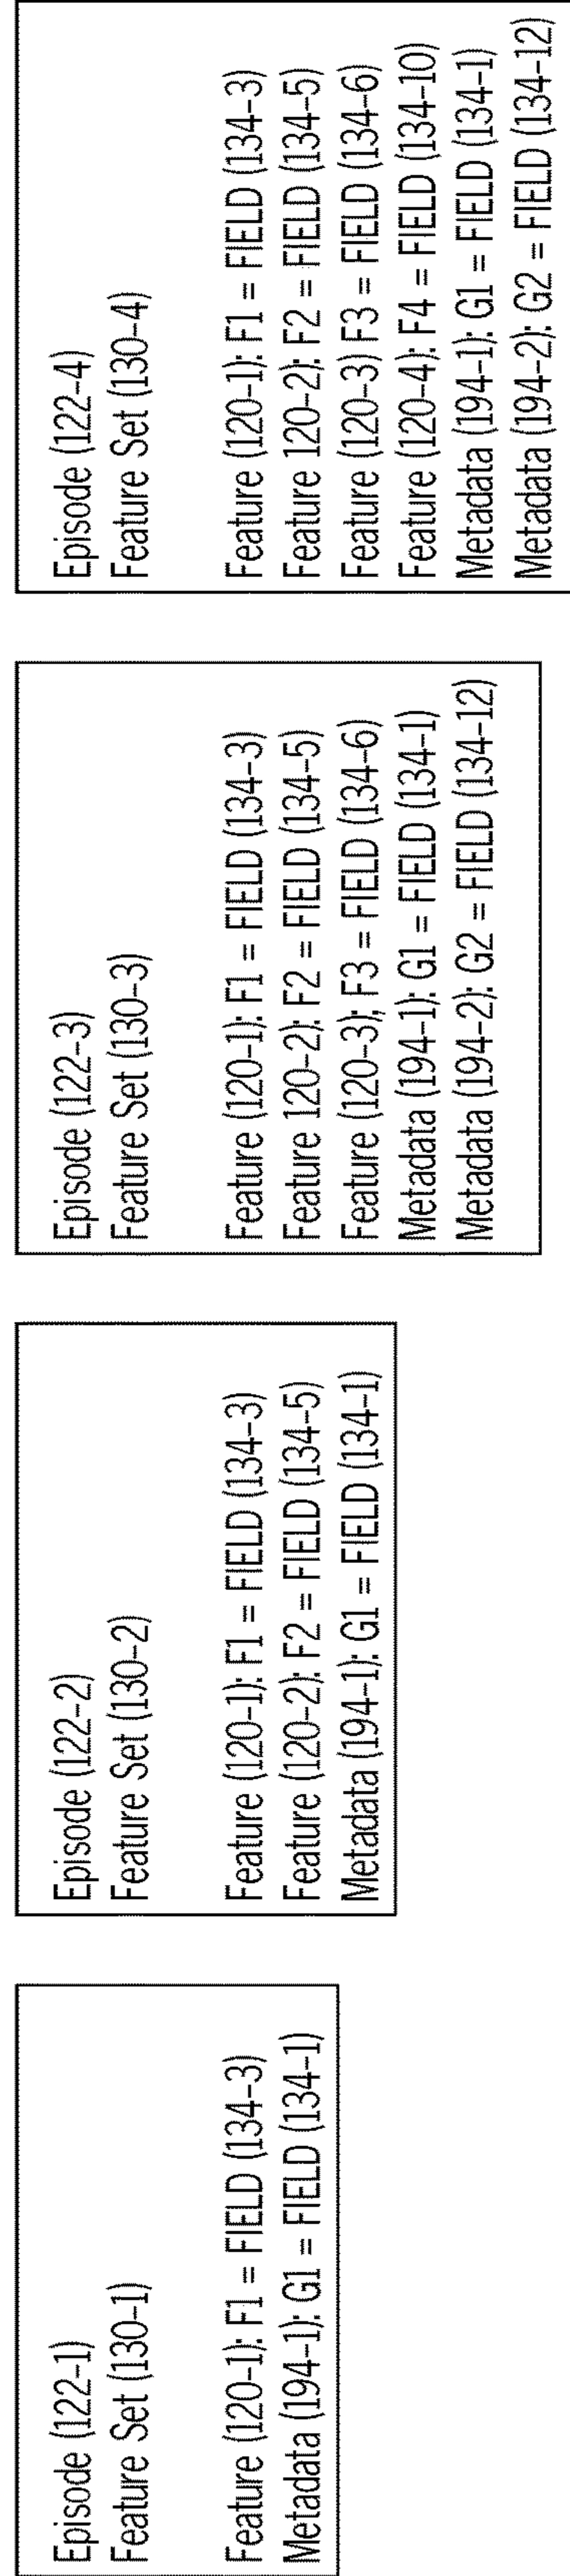 Episode (122-1)
Feature Set (130-1)
Feature (120-1): F1 = FIELD (134-3)
Metadata (194-1): G1 = FIELD (134-1)
Episode (122-2)
Feature Set (130-2)
Feature (120-1): F1 = FIELD (134-3)
Feature (120-2): F2 = FIELD (134-5)
Metadata (194-1): G1 = FIELD (134-1)
Episode (122-3)
Feature Set (130-3)
Feature (120-1): F1 = FIELD (134-3)
Feature 120-2): F2 = FIELD (134-5)
Feature (120-3); F3 = FIELD (134-6)
Metadata (194-1): G1 = FIELD (134-1)
Metadata (194-2): G2 = FIELD (134-12)
Episode (122-4)
Feature Set (130-4)
Feature (120-1): F1 = FIELD (134-3)
Feature 120-2): F2 = FIELD (134-5)
Feature (120-3) F3 = FIELD (134-6)
Feature (120-4): F4 = FIELD (134-10)
Metadata (194-1): G1 = FIELD (134-1)
Metadata (194-2): G2 = FIELD (134-12)